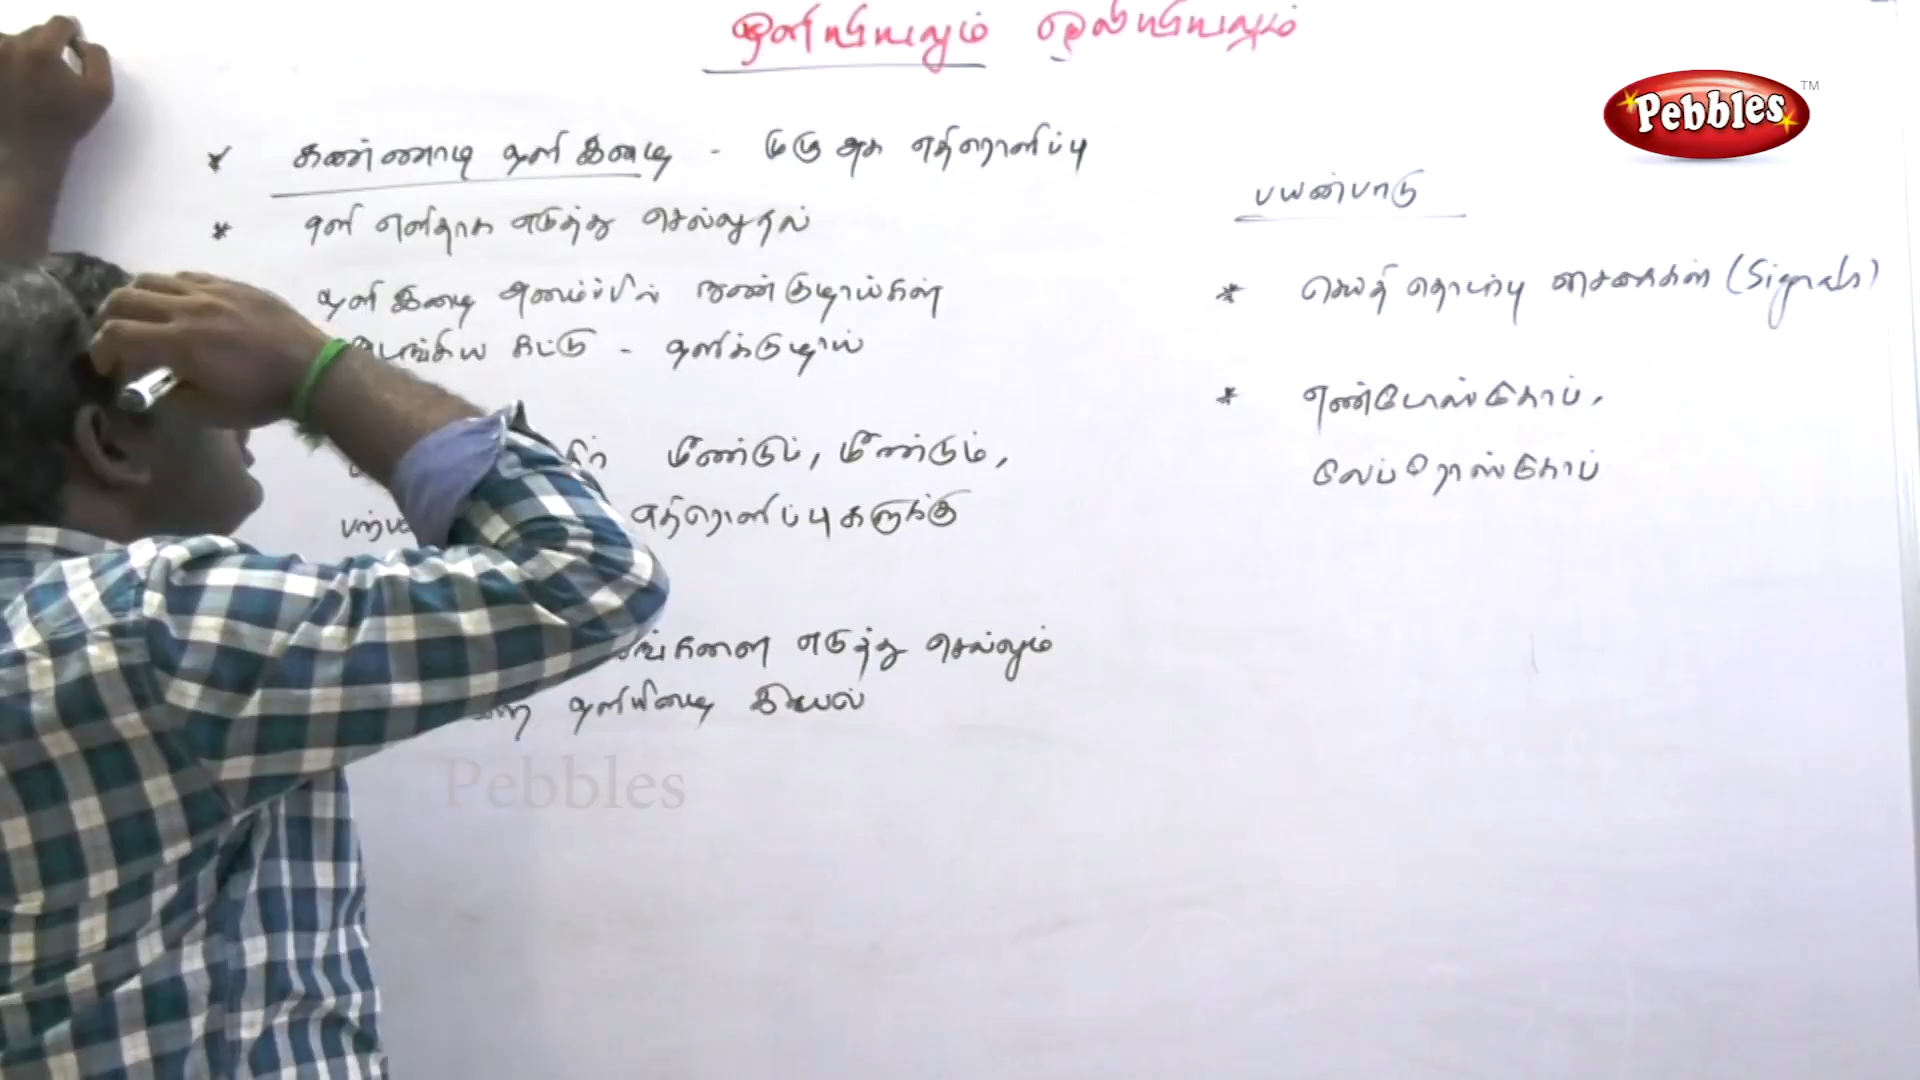 ஒளியியலும் ஒலியியலும்
Pebbles
TM
* கண்ணாடி ஒளி இழை - முழு அக எதிரொளிப்பு
* ஒளி எளிதாக எடுத்து செல்லுதல்
ஒளி இழை அமைப்பில் நுண்குழாய்கள்
கட்டு - ஒளிக்குழாய்
மீண்டும், மீண்டும்,
எதிரொளிப்புகளுக்கு
எடுத்து செல்லும்
ஒளியிழை இயல்
பயன்பாடு
* செய்தி தொடர்பு சைகைகள் (Signals)
* எண்டோஸ்கோப்,
லேப்ரோஸ்கோப்
Pebbles